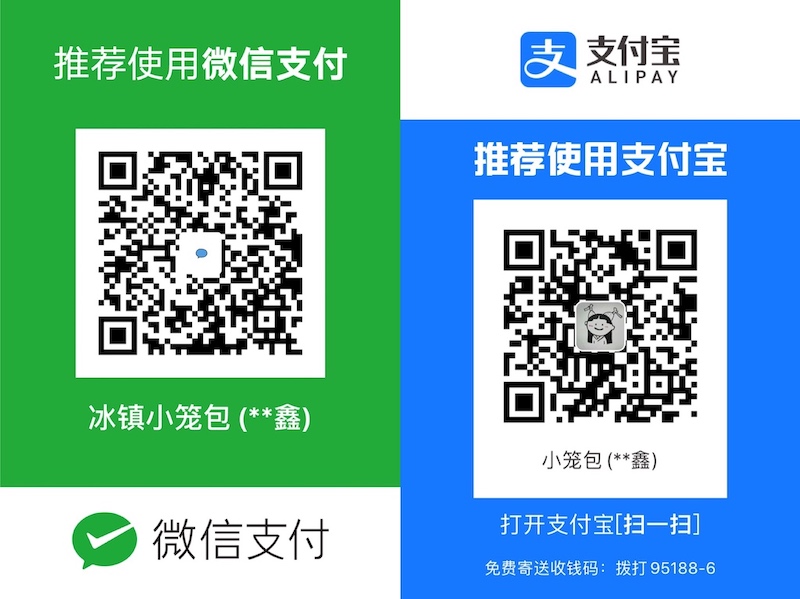 推荐使用微信支付
冰镇小笼包 (**鑫)
微信支付
支付宝
ALIPAY
推荐使用支付宝
小笼包 (**鑫)
打开支付宝[扫一扫]
免费寄送收钱码：拨打 95188-6